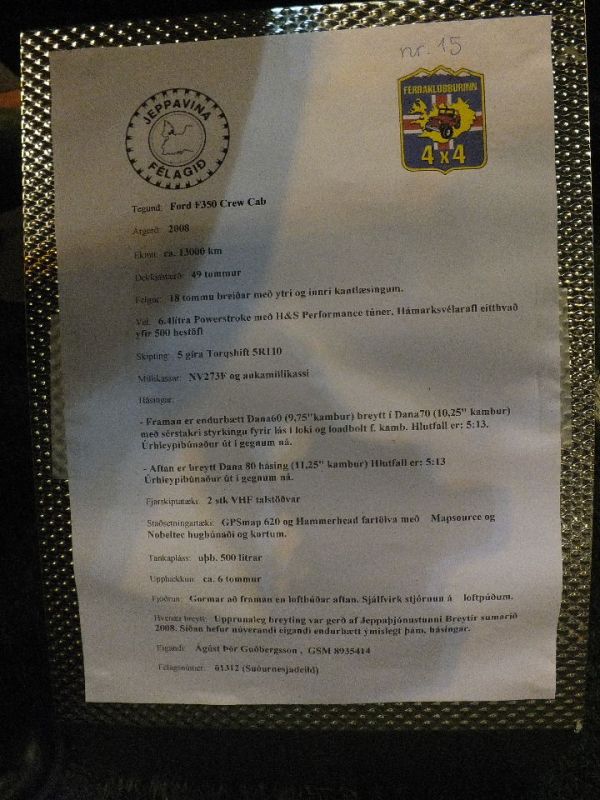 nr. 15
JEPPAVINA
FÉLAGIÐ
FERÐAKLÚBBURINN
4 x 4
Tegund: Ford F350 Crew Cab
Árgerð: 2008
Ekinn: ca. 13000 km
Dekkjastærð: 49 tommur
Felgur: 18 tommu breiðar með ytri og innri kantlæsingum.
Vél: 6.4lítra Powerstroke með H&S Performance túner. Hámarksvélarafl eitthvað
yfir 500 hestöfl
Skipting: 5 gíra Torqshift 5R110
Millikassar: NV273F og aukamillikassi
Hásingar:
- Framan er endurbætt Dana60 (9,75"kambur) breytt í Dana70 (10,25" kambur)
með sérstakri styrkingu fyrir lás í loki og loadbolt f. kamb. Hlutfall er: 5:13.
Úrhleypibúnaður út í gegnum ná.
- Aftan er breytt Dana 80 hásing (11,25" kambur) Hlutfall er: 5:13
Úrhleypibúnaður út í gegnum ná.
Fjarskiptatæki: 2 stk VHF talstöðvar
Staðsetningartæki: GPSmap 620 og Hammerhead fartölva með Mapsource og
Nobeltec hugbúnaði og kortum.
Tankapláss: uþb. 500 lítrar
Upphækkun: ca. 6 tommur
Fjöðrun: Gormar að framan en loftbúðar aftan. Sjálfvirk stjórnun á loftpúðum.
Hvenær breytt: Upprunaleg breyting var gerð af Jeppaþjónustunni Breytir sumarið
2008. Síðan hefur núverandi eigandi endurbætt ýmislegt þám. hásingar.
Eigandi: Ágúst Þór Guðbergsson , GSM 8935414
Félagsnúmer: ö1312 (Suðurnesjadeild)